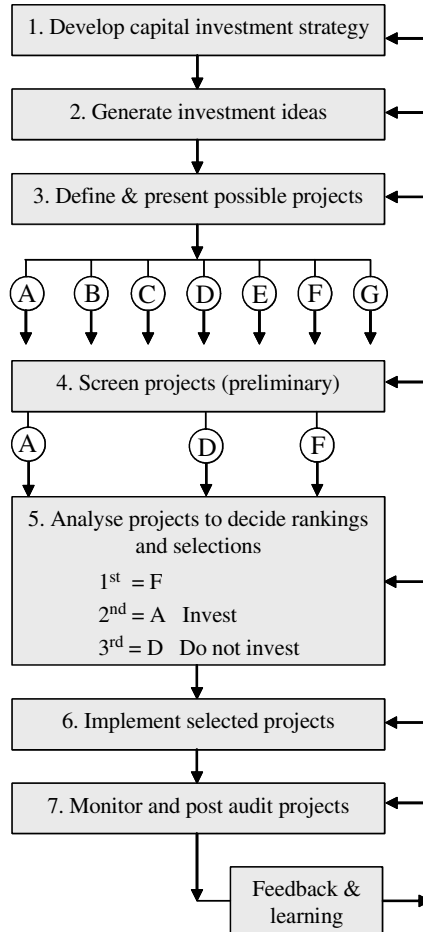 1. Develop capital investment strategy
2. Generate investment ideas
3. Define & present possible projects
A B C D E F G
4. Screen projects (preliminary)
A D F
5. Analyse projects to decide rankings
and selections
1st = F
2nd = A Invest
3rd = D Do not invest
6. Implement selected projects
7. Monitor and post audit projects
Feedback &
learning